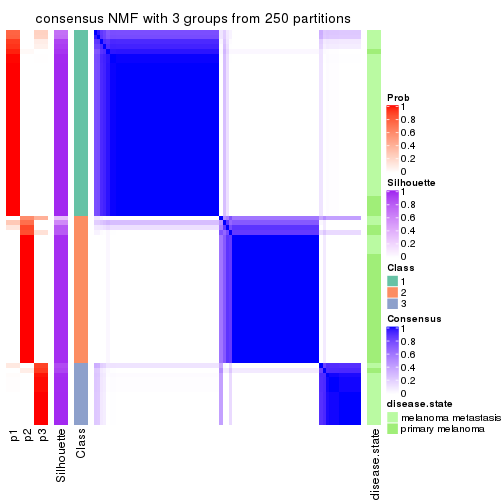 consensus NMF with 3 groups from 250 partitions
Prob
1
0.8
0.6
0.4
0.2
0
Silhouette
1
0.8
0.6
0.4
0.2
0
Class
1
2
3
Consensus
1
0.8
0.6
0.4
0.2
0
disease.state
melanoma metastasis
primary melanoma
p1
p2
p3
Silhouette
Class
disease.state